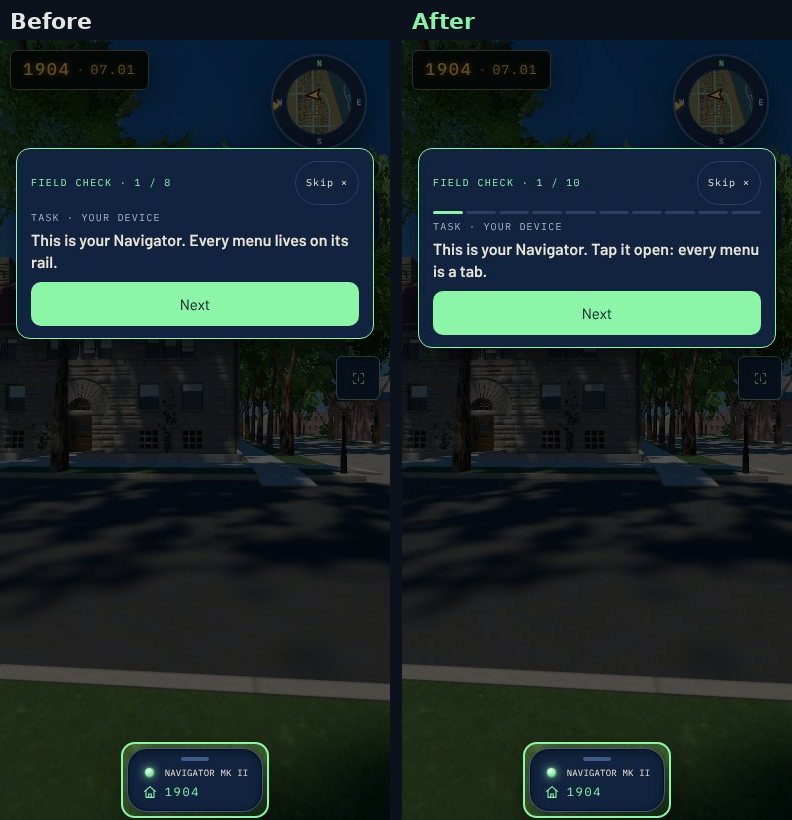 Before
1904 · 07.01
N
W
E
S
FIELD CHECK · 1 / 8
Skip ×
TASK · YOUR DEVICE
This is your Navigator. Every menu lives on its
rail.
Next
NAVIGATOR MK II
1904
After
1904 · 07.01
N
W
E
S
FIELD CHECK · 1 / 10
Skip ×
TASK · YOUR DEVICE
This is your Navigator. Tap it open: every menu
is a tab.
Next
NAVIGATOR MK II
1904